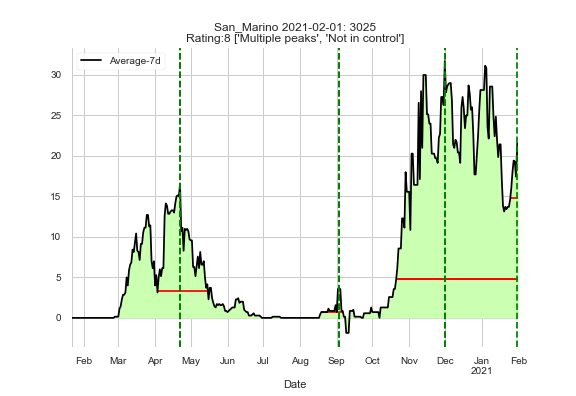 San_Marino 2021-02-01: 3025
Rating:8 ['Multiple peaks', 'Not in control']
Average-7d
30
25
20
15
10
5
0
Feb Mar Apr May Jun Jul Aug Sep Oct Nov Dec Jan Feb
2021
Date